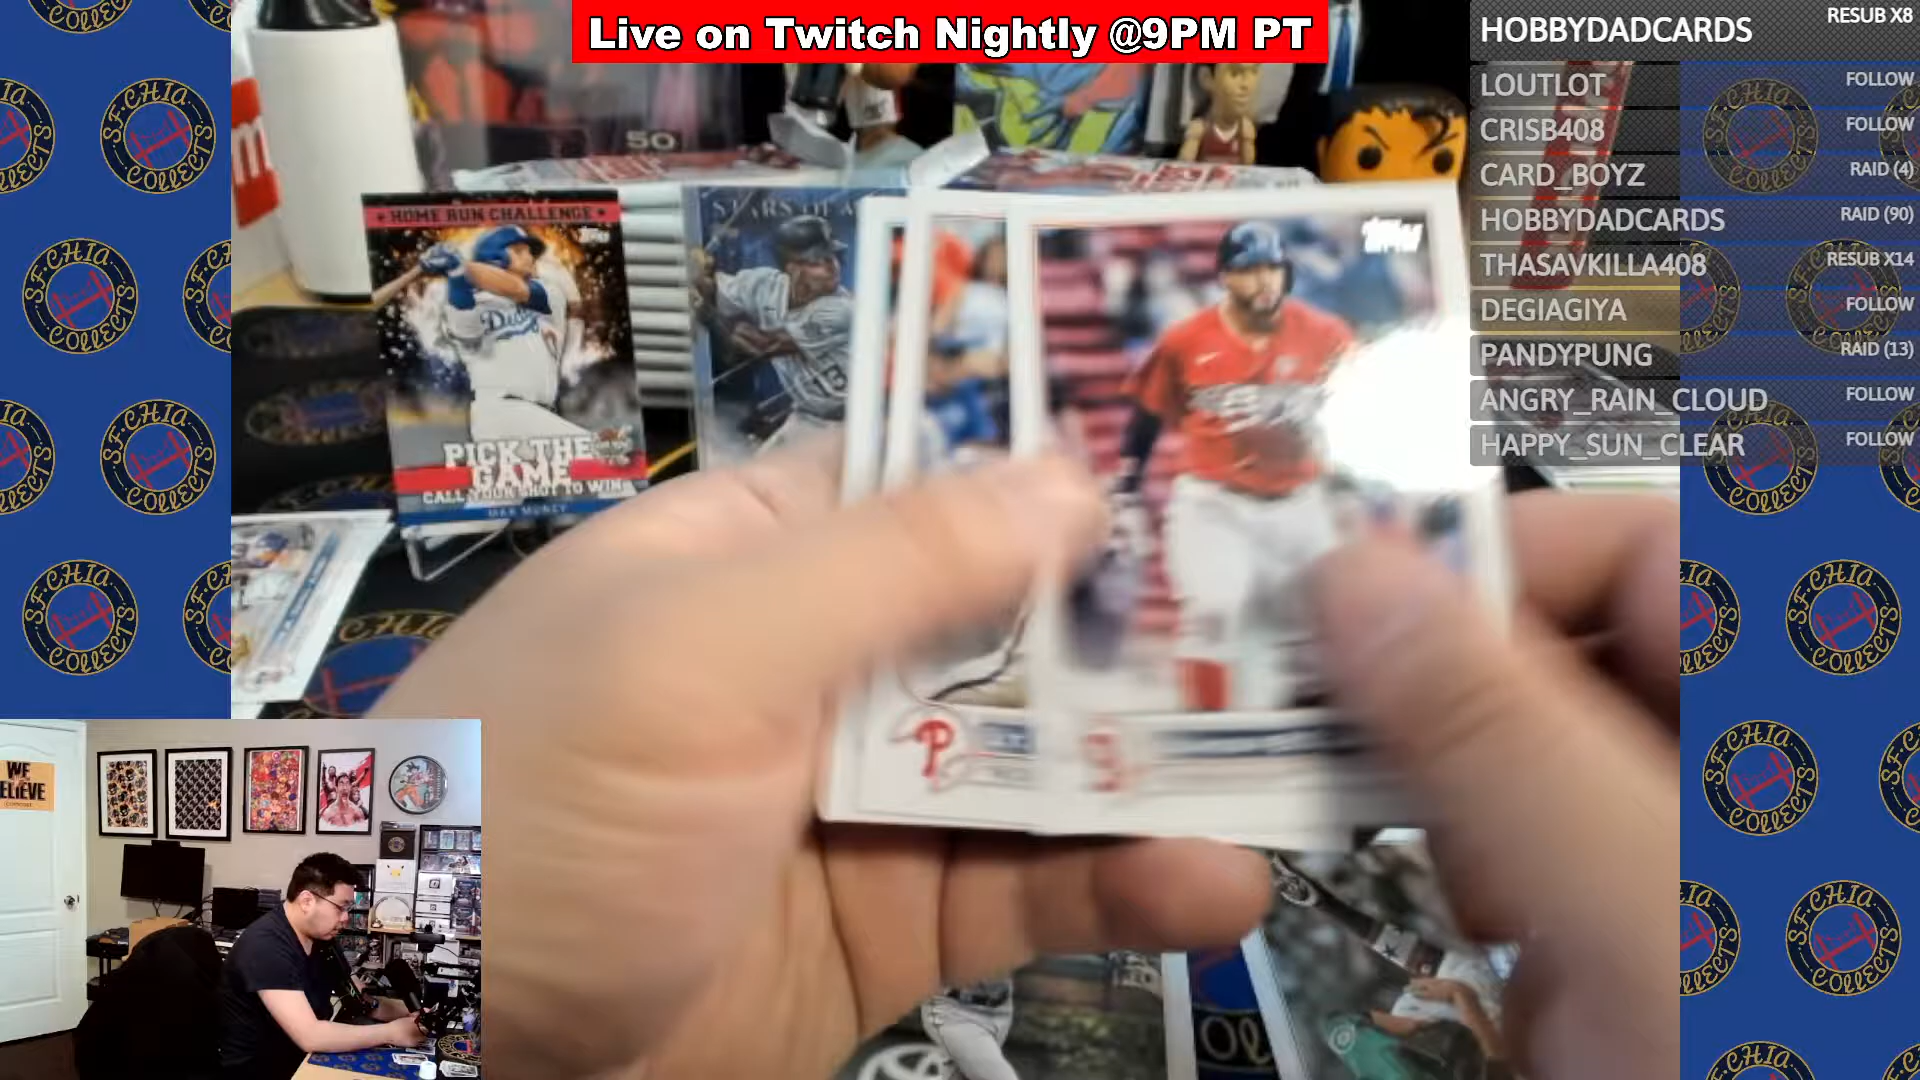 Live on Twitch Nightly @9PM PT
HOBBYDADCARDS RESUB X8
LOUTLOT FOLLOW
CRISB408 FOLLOW
CARD_BOYZ RAID (4)
HOBBYDADCARDS RAID (90)
THASAVKILLA408 RESUB X14
DEGIAGIYA FOLLOW
PANDYPUNG RAID (13)
ANGRY_RAIN_CLOUD FOLLOW
HAPPY_SUN_CLEAR FOLLOW
50
HOME RUN CHALLENGE
Topps
PICK THE
GAME
CALL YOUR SHOT TO WIN
MAX MUNCY
STARS OF
P
WE
S.F. CHIA
COLLECTS